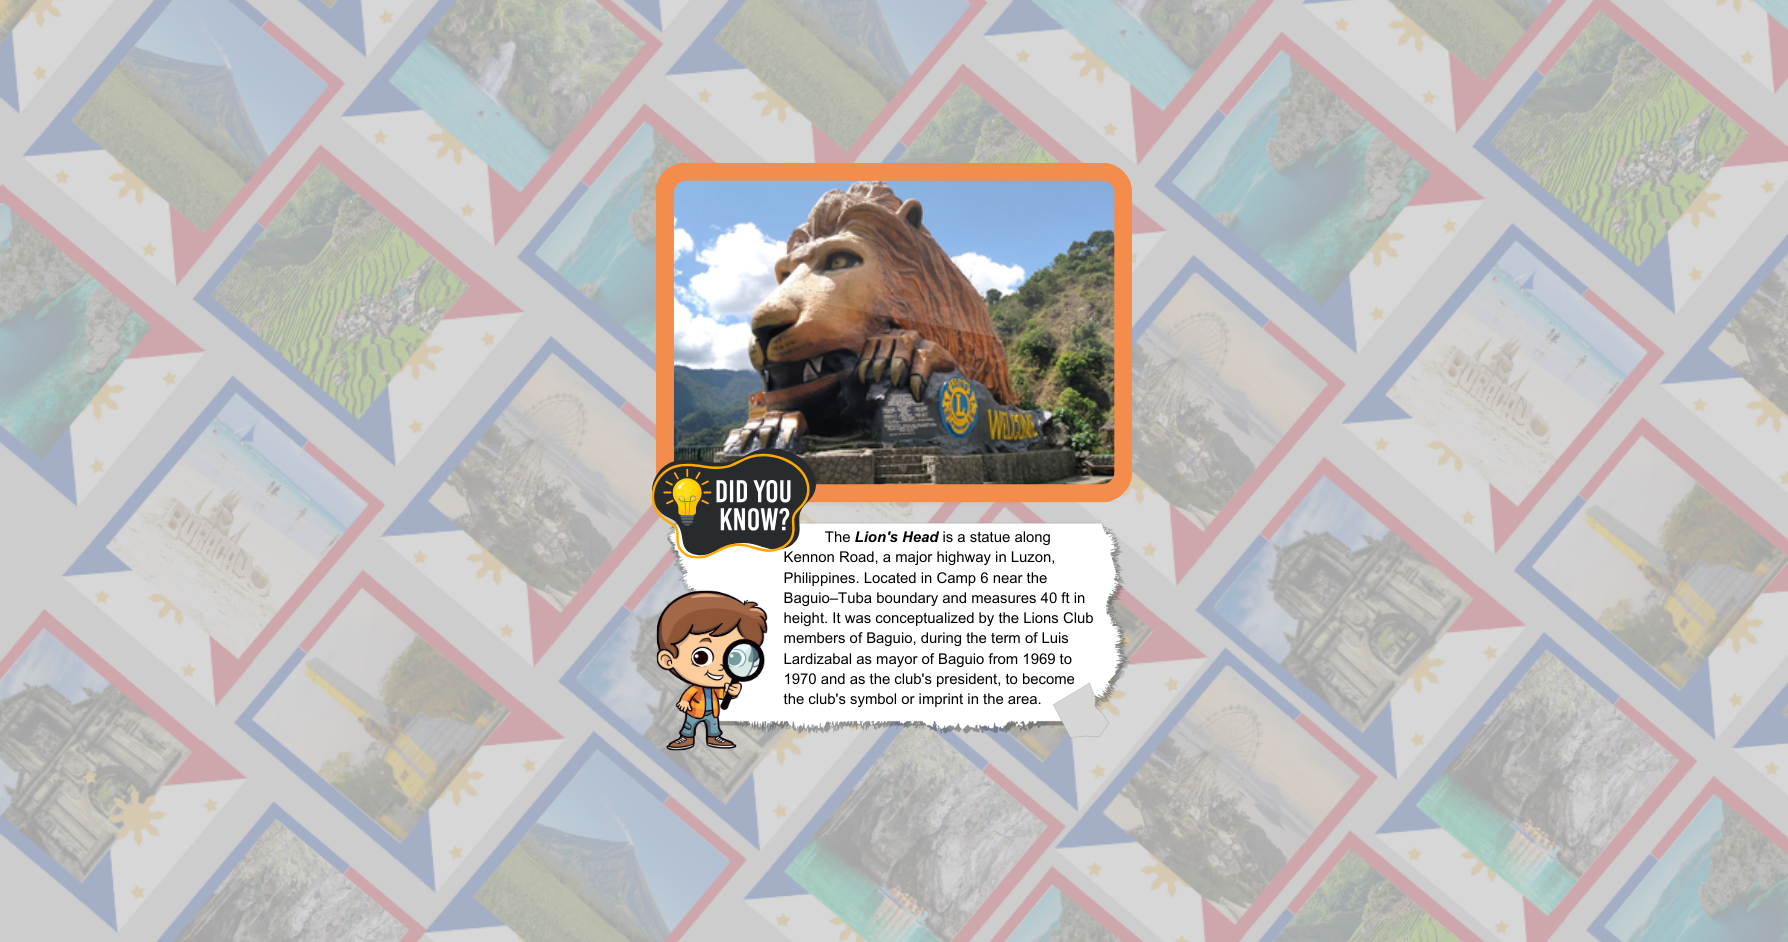 WELCOME
L
DID YOU
KNOW?
The Lion's Head is a statue along
Kennon Road, a major highway in Luzon,
Philippines. Located in Camp 6 near the
Baguio–Tuba boundary and measures 40 ft in
height. It was conceptualized by the Lions Club
members of Baguio, during the term of Luis
Lardizabal as mayor of Baguio from 1969 to
1970 and as the club's president, to become
the club's symbol or imprint in the area.